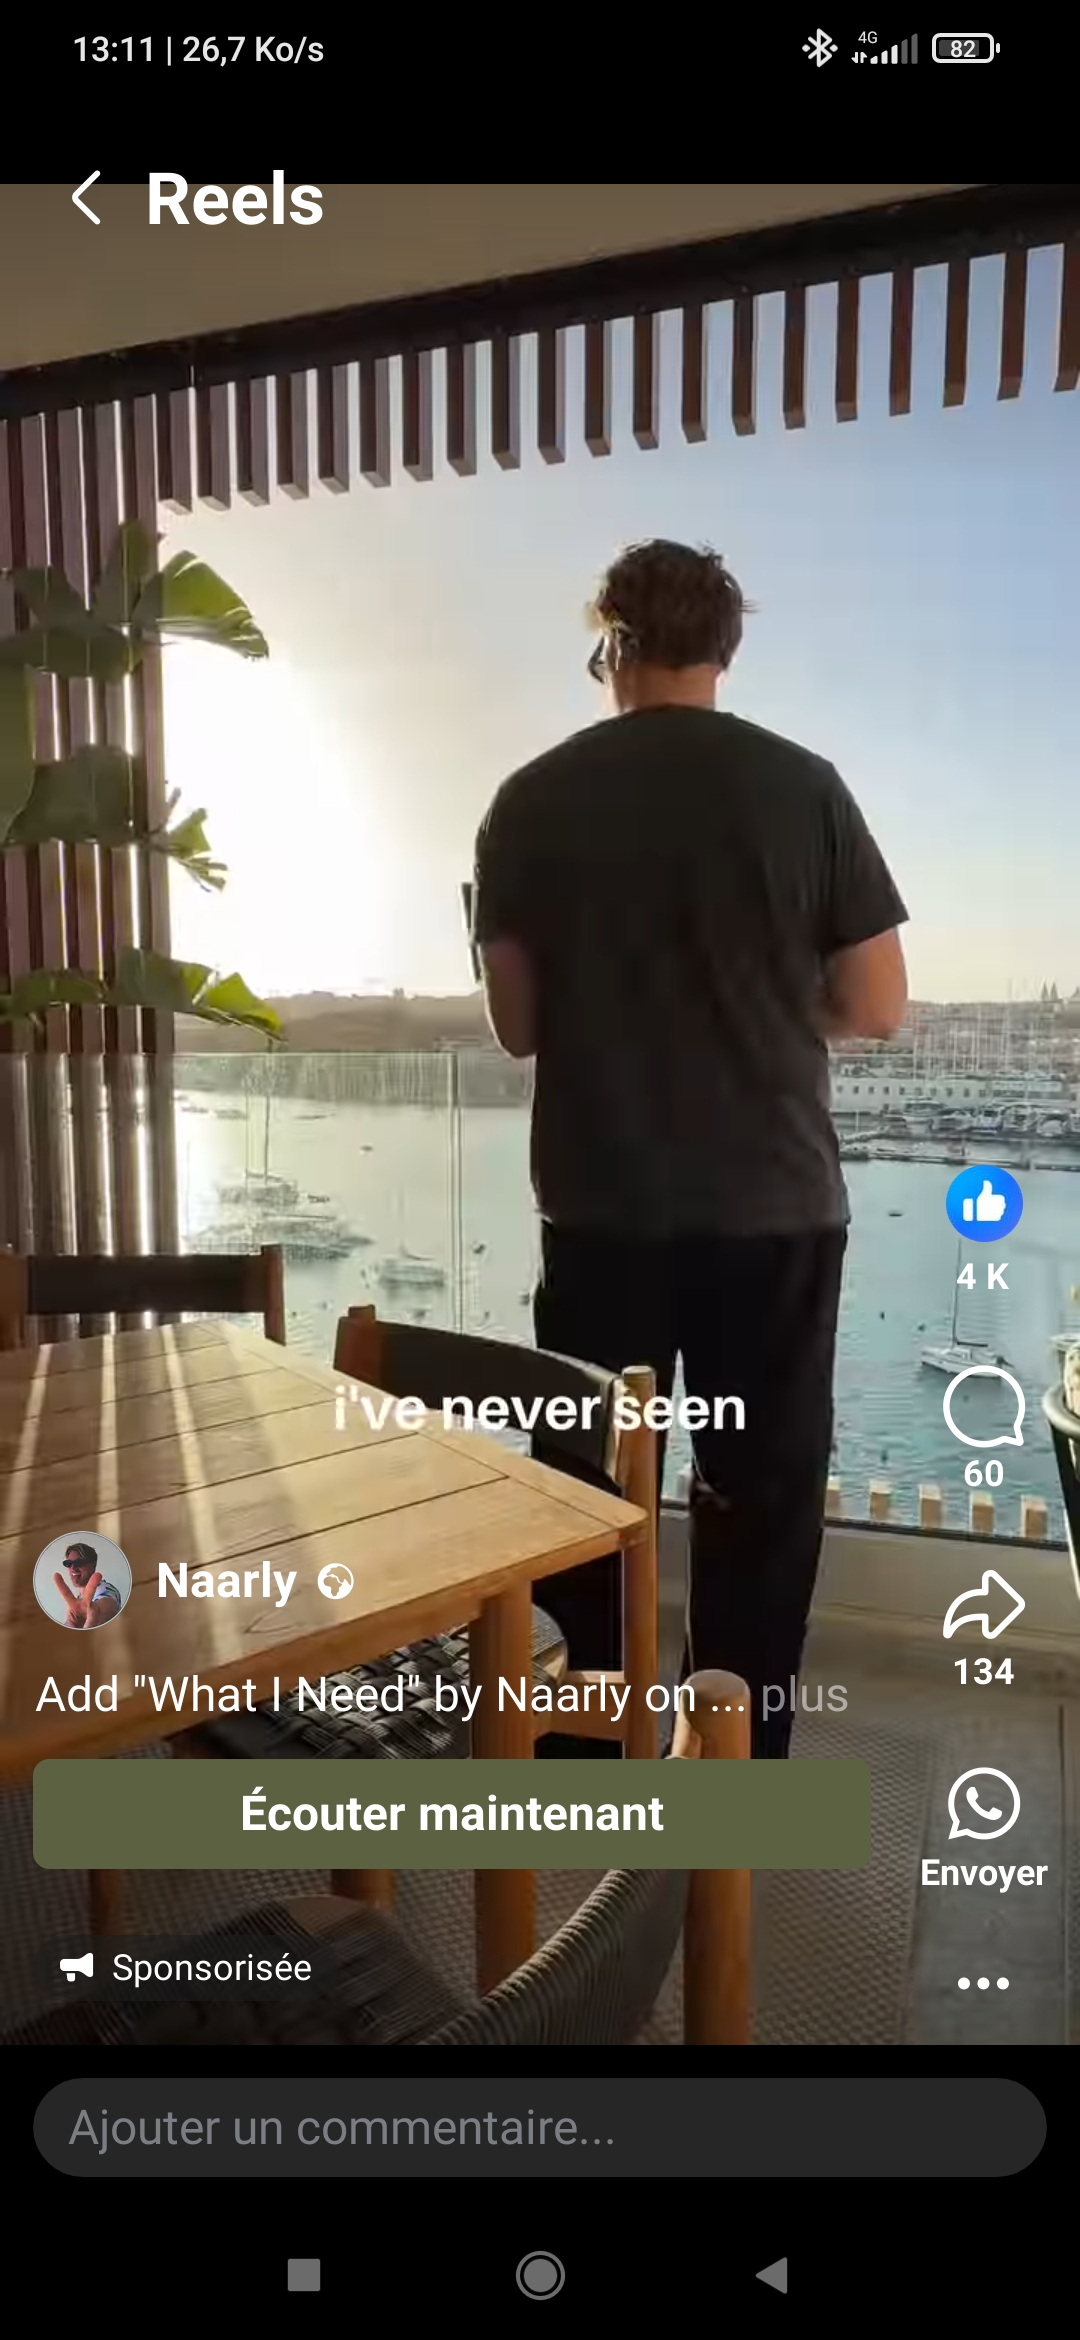 13:11 | 26,7 Ko/s
4G
82
Reels
4 K
i've never seen
60
Naarly
134
Add "What I Need" by Naarly on ... plus
Écouter maintenant
Envoyer
Sponsorisée
Ajouter un commentaire...